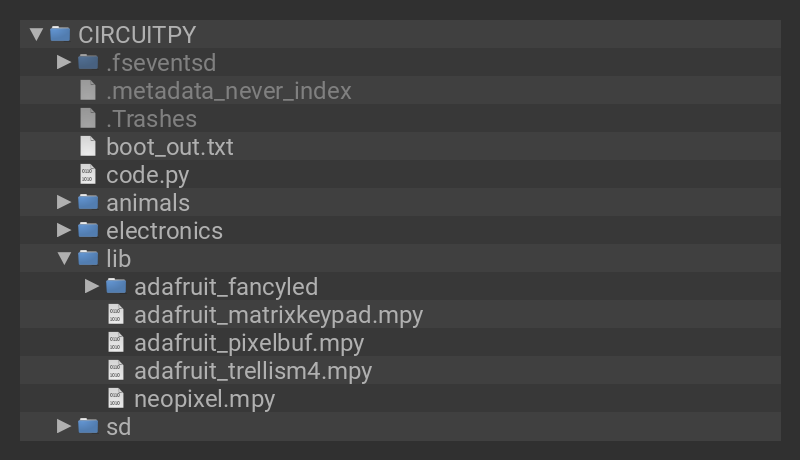 CIRCUITPY
.fseventsd
.metadata_never_index
.Trashes
boot_out.txt
code.py
animals
electronics
lib
adafruit_fancyled
adafruit_matrixkeypad.mpy
adafruit_pixelbuf.mpy
adafruit_trellism4.mpy
neopixel.mpy
sd